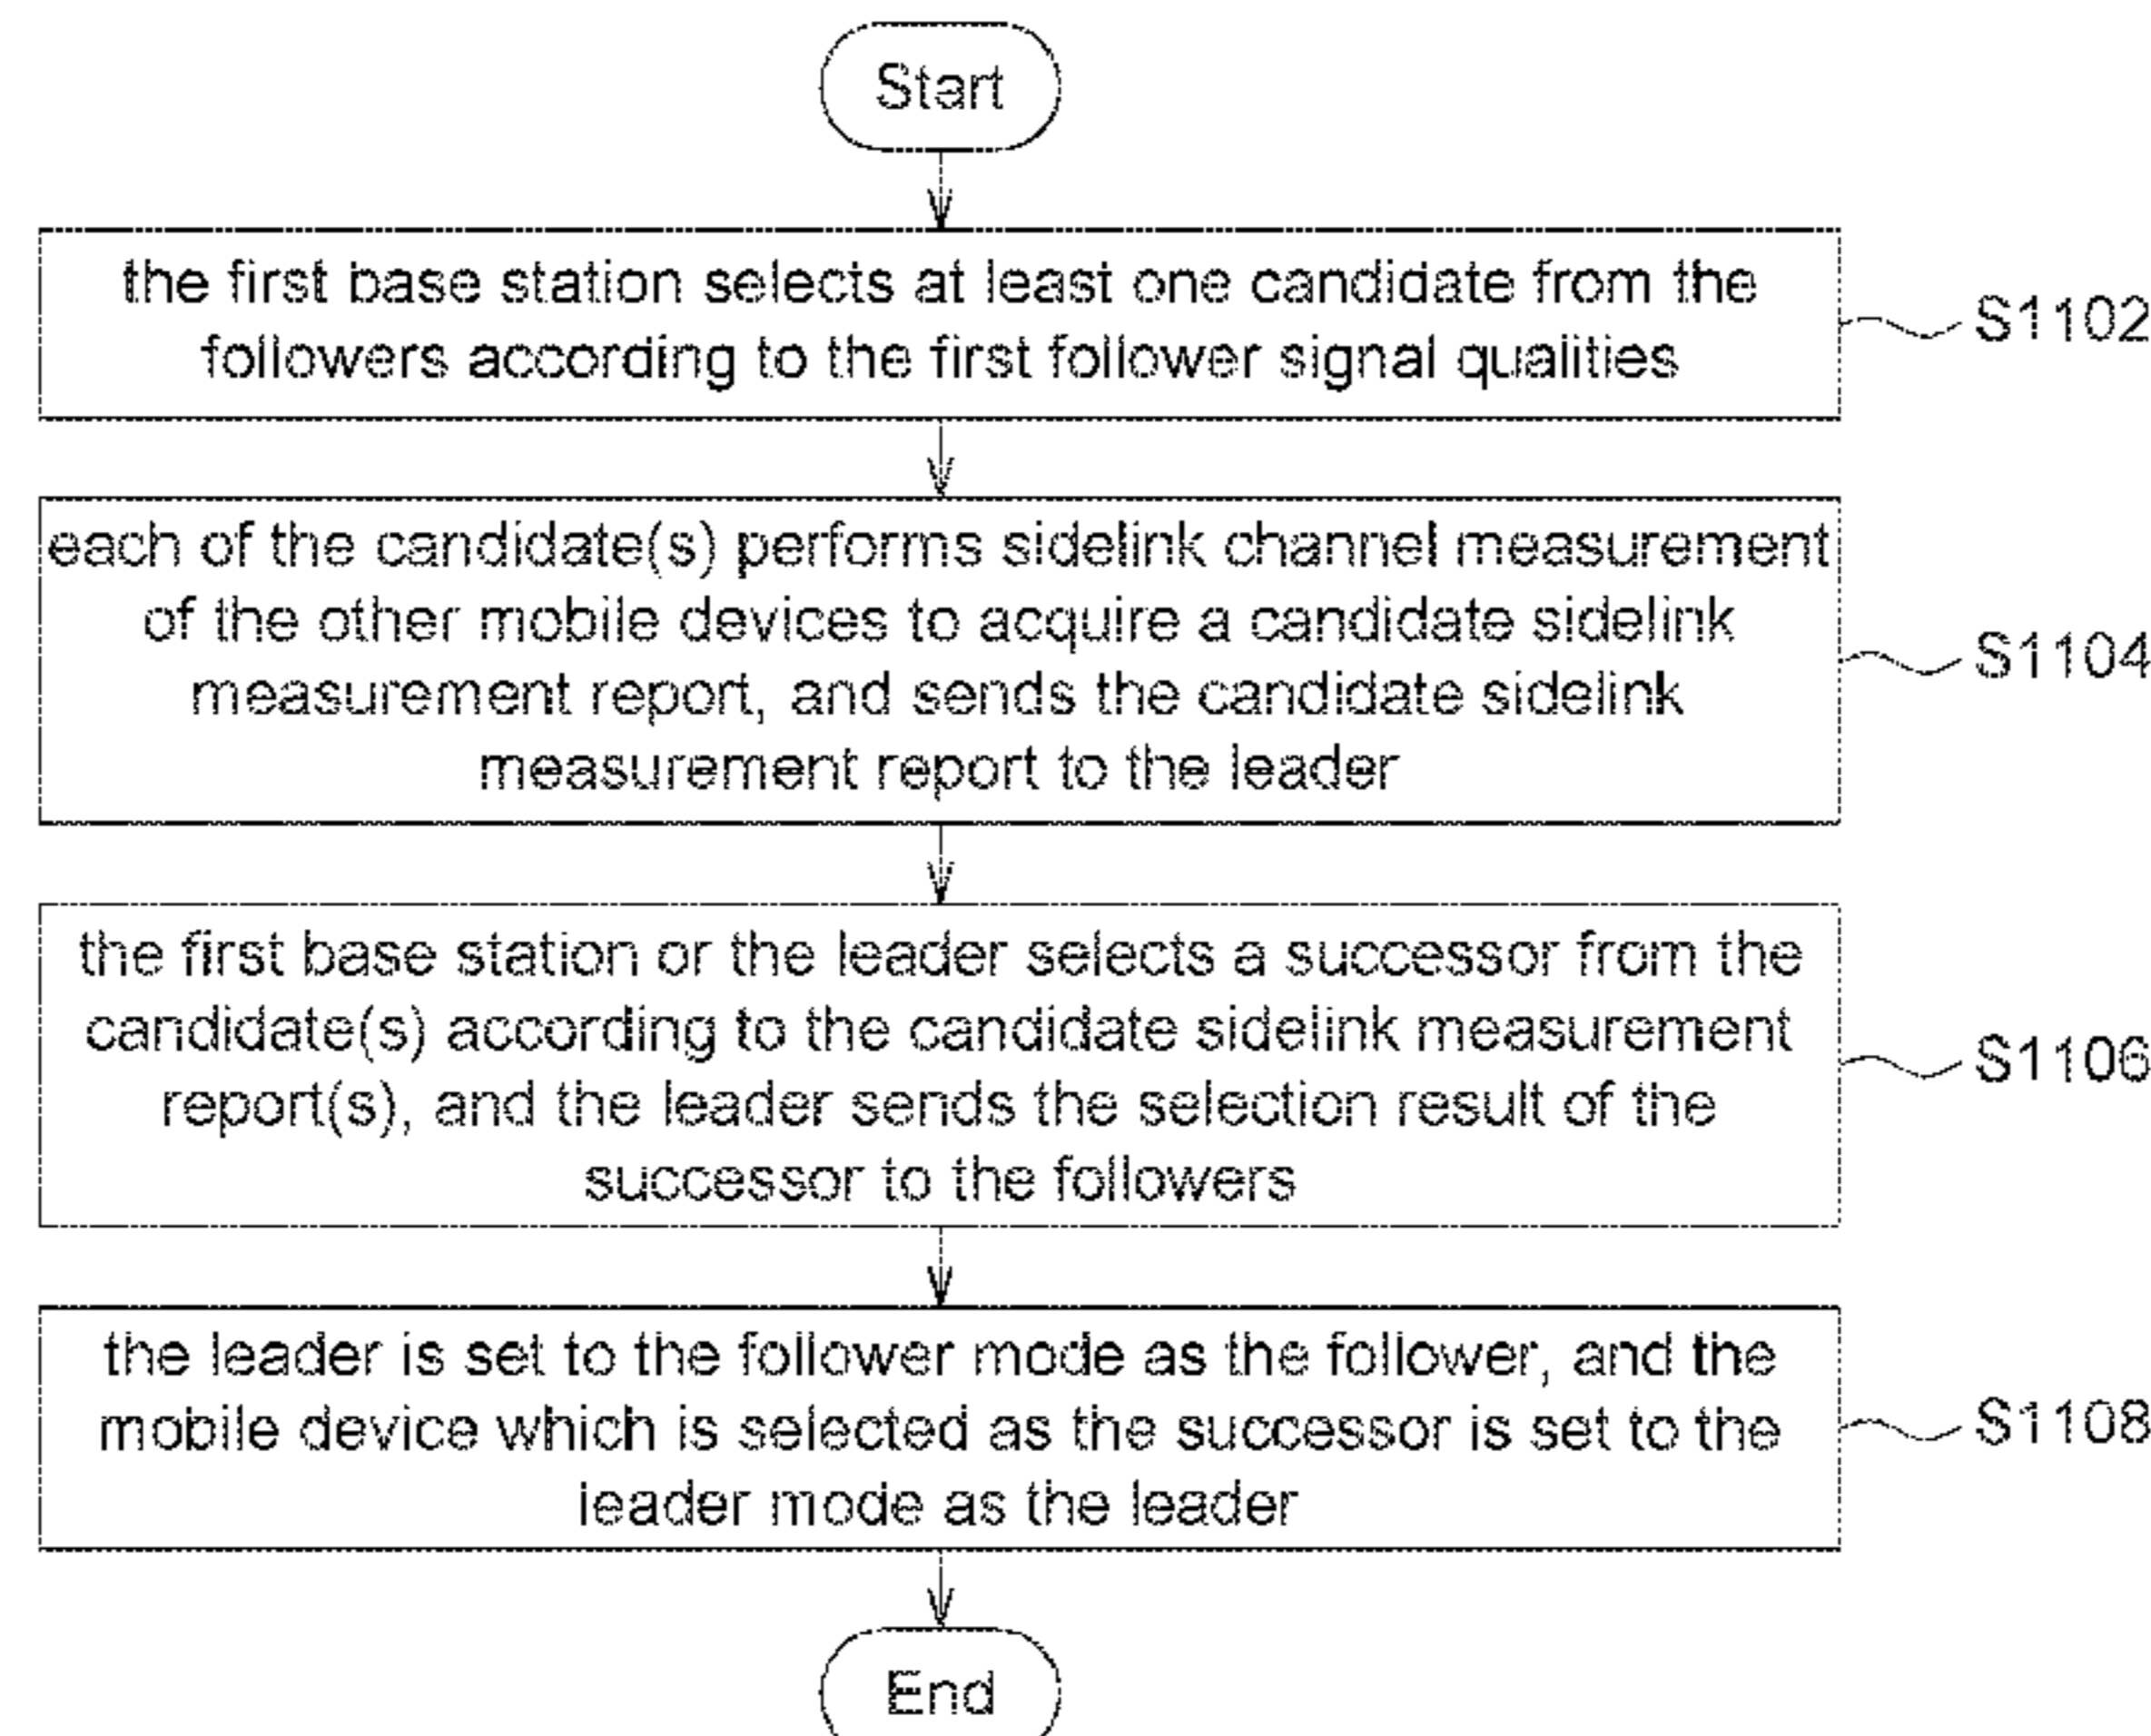 Start
the first base station selects at least one candidate from the
followers according to the first follower signal qualities
S1102
each of the candidate(s) performs sidelink channel measurement
of the other mobile devices to acquire a candidate sidelink
measurement report, and sends the candidate sidelink
measurement report to the leader
S1104
the first base station or the leader selects a successor from the
candidate(s) according to the candidate sidelink measurement
report(s), and the leader sends the selection result of the
successor to the followers
S1106
the leader is set to the follower mode as the follower, and the
mobile device which is selected as the successor is set to the
leader mode as the leader
S1108
End